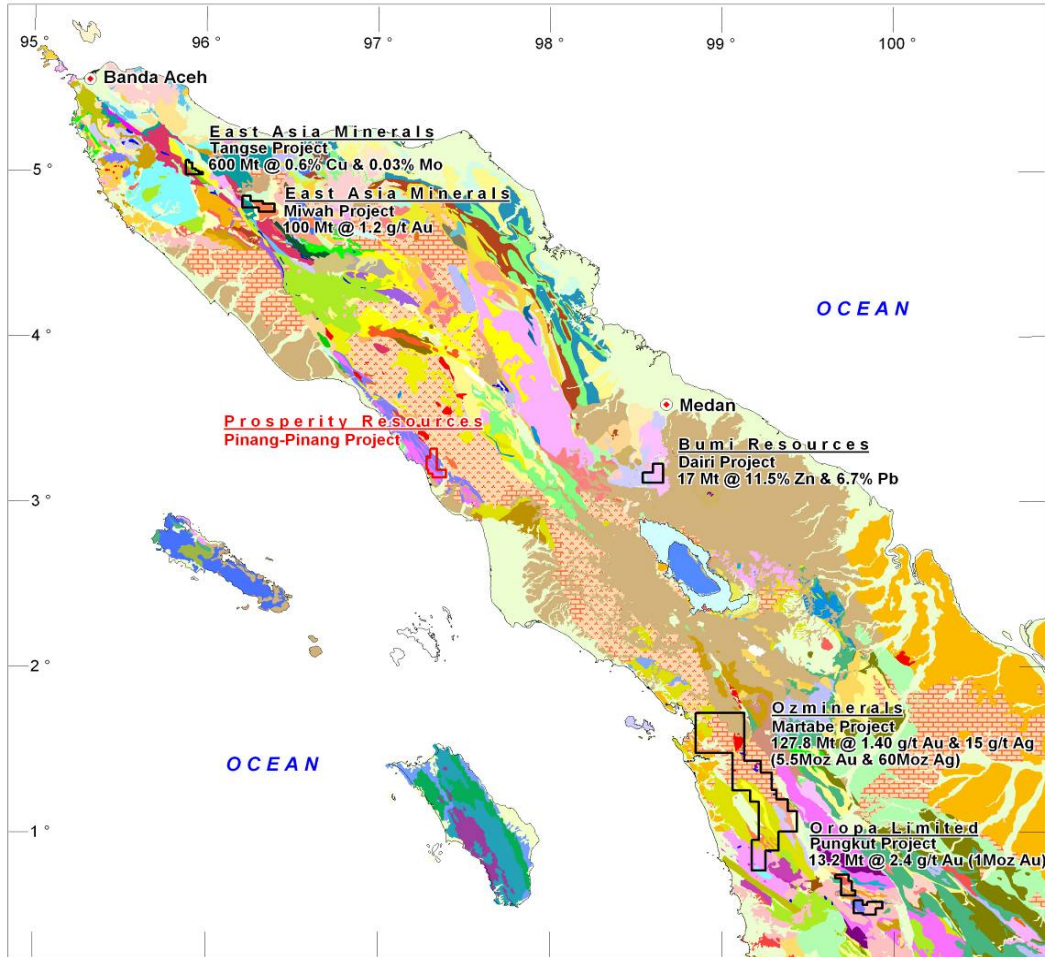 95 °
96 °
97 °
98 °
99 °
100 °
Banda Aceh
East Asia Minerals
Tangse Project
600 Mt @ 0.6% Cu & 0.03% Mo
5 °
East Asia Minerals
Miwah Project
100 Mt @ 1.2 g/t Au
OCEAN
4 °
Medan
Prosperity Resources
Pinang-Pinang Project
Bumi Resources
Dairi Project
17 Mt @ 11.5% Zn & 6.7% Pb
3 °
2 °
Ozminerals
Martabe Project
127.8 Mt @ 1.40 g/t Au & 15 g/t Ag
(5.5Moz Au & 60Moz Ag)
OCEAN
1 °
Oropa Limited
Pungkut Project
13.2 Mt @ 2.4 g/t Au (1Moz Au)